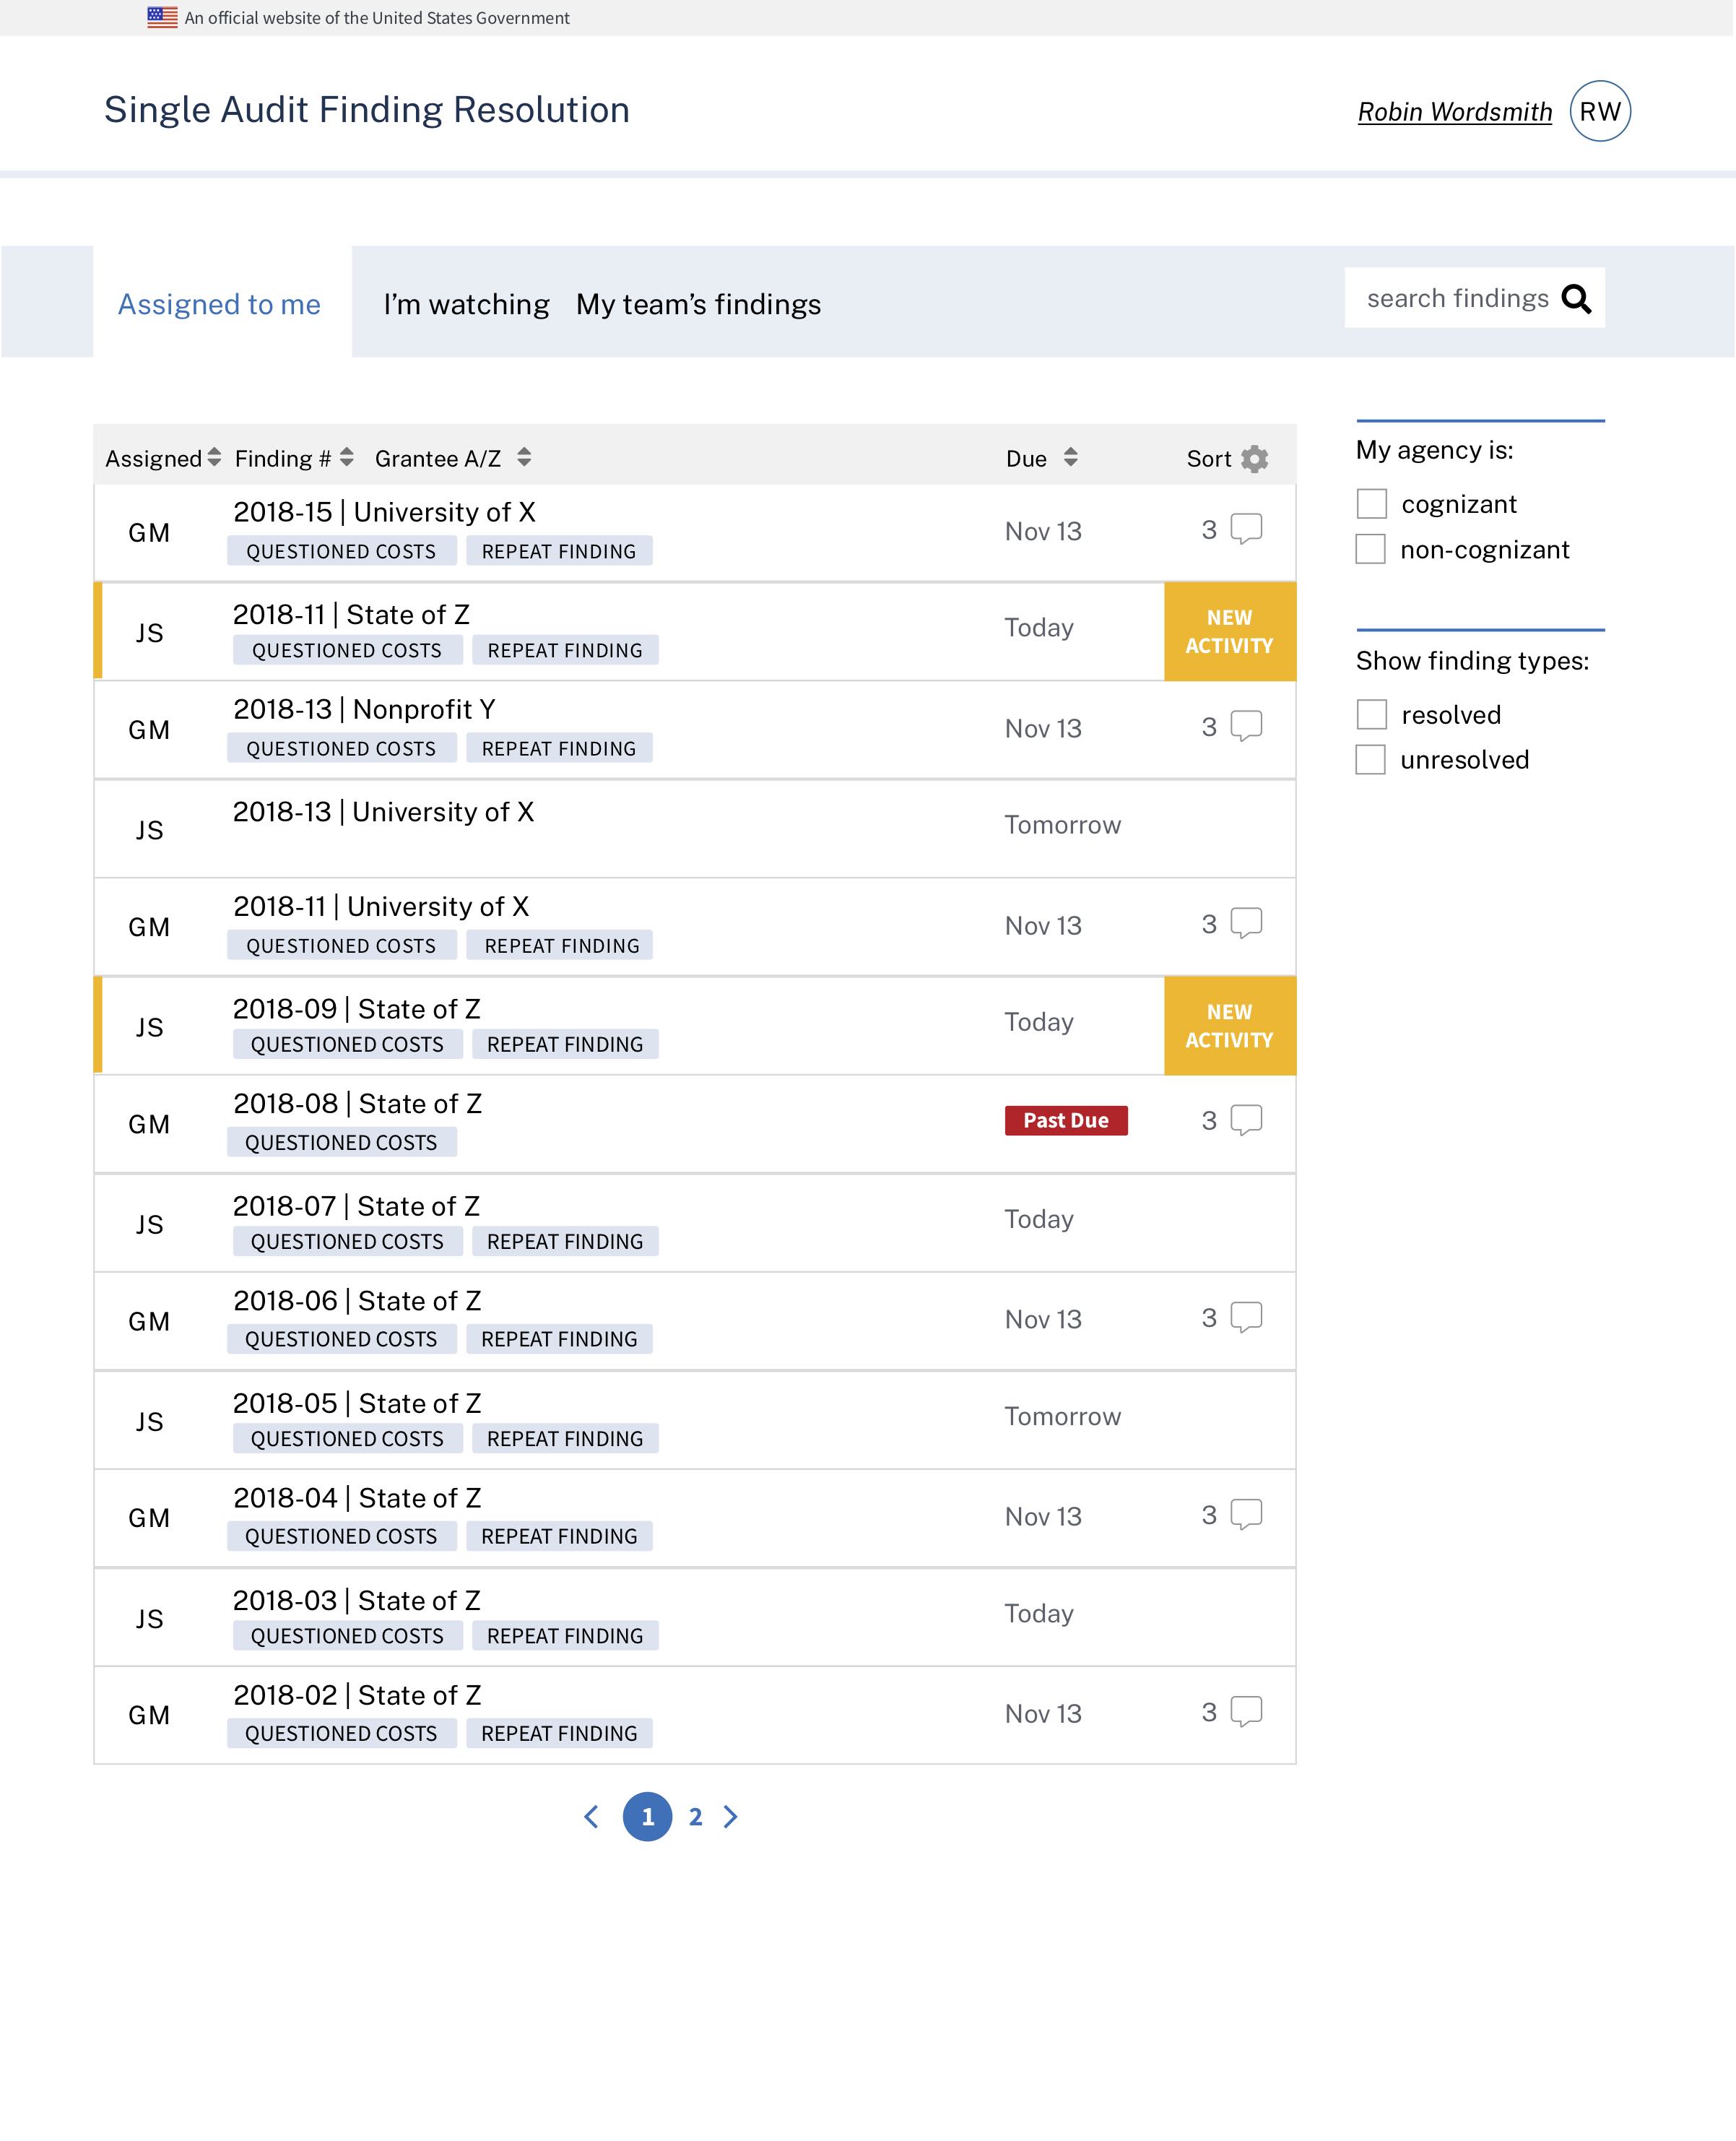 An official website of the United States Government
Single Audit Finding Resolution
Robin Wordsmith RW
Assigned to me I’m watching My team’s findings search findings
Assigned Finding # Grantee A/Z Due Sort
GM 2018-15 | University of X Nov 13 3
QUESTIONED COSTS REPEAT FINDING
JS 2018-11 | State of Z Today NEW ACTIVITY
QUESTIONED COSTS REPEAT FINDING
GM 2018-13 | Nonprofit Y Nov 13 3
QUESTIONED COSTS REPEAT FINDING
JS 2018-13 | University of X Tomorrow
GM 2018-11 | University of X Nov 13 3
QUESTIONED COSTS REPEAT FINDING
JS 2018-09 | State of Z Today NEW ACTIVITY
QUESTIONED COSTS REPEAT FINDING
GM 2018-08 | State of Z Past Due 3
QUESTIONED COSTS
JS 2018-07 | State of Z Today
QUESTIONED COSTS REPEAT FINDING
GM 2018-06 | State of Z Nov 13 3
QUESTIONED COSTS REPEAT FINDING
JS 2018-05 | State of Z Tomorrow
QUESTIONED COSTS REPEAT FINDING
GM 2018-04 | State of Z Nov 13 3
QUESTIONED COSTS REPEAT FINDING
JS 2018-03 | State of Z Today
QUESTIONED COSTS REPEAT FINDING
GM 2018-02 | State of Z Nov 13 3
QUESTIONED COSTS REPEAT FINDING
1 2
My agency is:
cognizant
non-cognizant
Show finding types:
resolved
unresolved